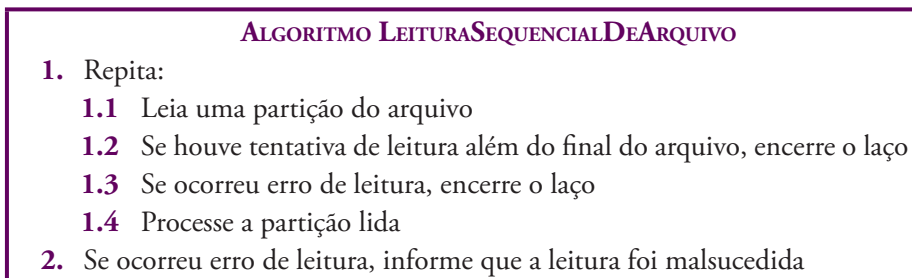 ALGORITMO LEITURASEQUENCIALDEARQUIVO
1. Repita:
1.1 Leia uma partição do arquivo
1.2 Se houve tentativa de leitura além do final do arquivo, encerre o laço
1.3 Se ocorreu erro de leitura, encerre o laço
1.4 Processe a partição lida
2. Se ocorreu erro de leitura, informe que a leitura foi malsucedida